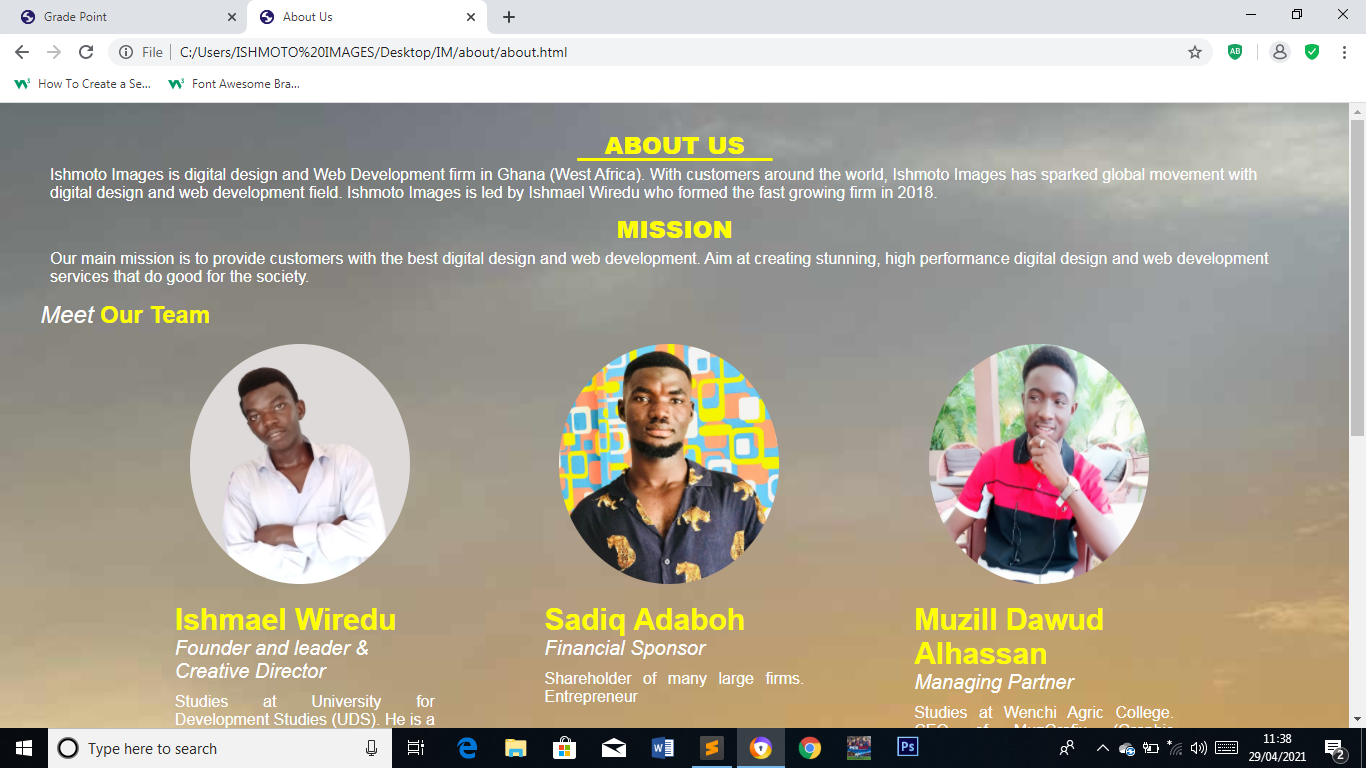 Grade Point
About Us
File
C:/Users/ISHMOTO%20IMAGES/Desktop/IM/about/about.html
AB
How To Create a Se...
Font Awesome Bra...
ABOUT US
Ishmoto Images is digital design and Web Development firm in Ghana (West Africa). With customers around the world, Ishmoto Images has sparked global movement with
digital design and web development field. Ishmoto Images is led by Ishmael Wiredu who formed the fast growing firm in 2018.
MISSION
Our main mission is to provide customers with the best digital design and web development. Aim at creating stunning, high performance digital design and web development
services that do good for the society.
Meet Our Team
Ishmael Wiredu
Founder and leader &
Creative Director
Studies at University for
Development Studies (UDS). He is a
Sadiq Adaboh
Financial Sponsor
Shareholder of many large firms.
Entrepreneur
Muzill Dawud
Alhassan
Managing Partner
Studies at Wenchi Agric College.
Type here to search
Ps
11:38
29/04/2021
2